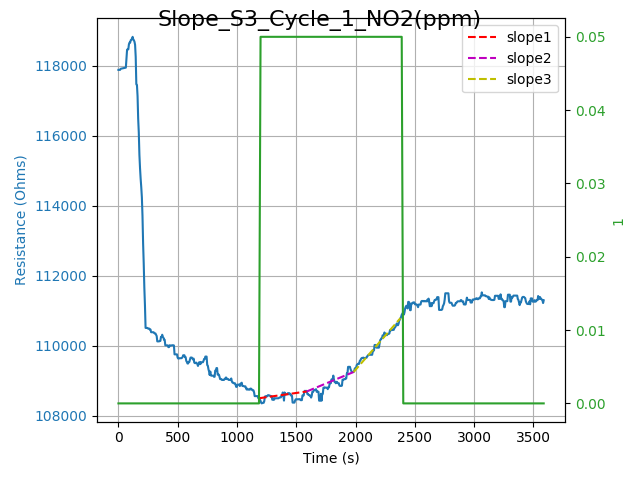 Slope_S3_Cycle_1_NO2(ppm)
slope1
slope2
slope3
118000
116000
114000
112000
110000
108000
Resistance (Ohms)
0.05
0.04
0.03
0.02
0.01
0.00
1
0 500 1000 1500 2000 2500 3000 3500
Time (s)